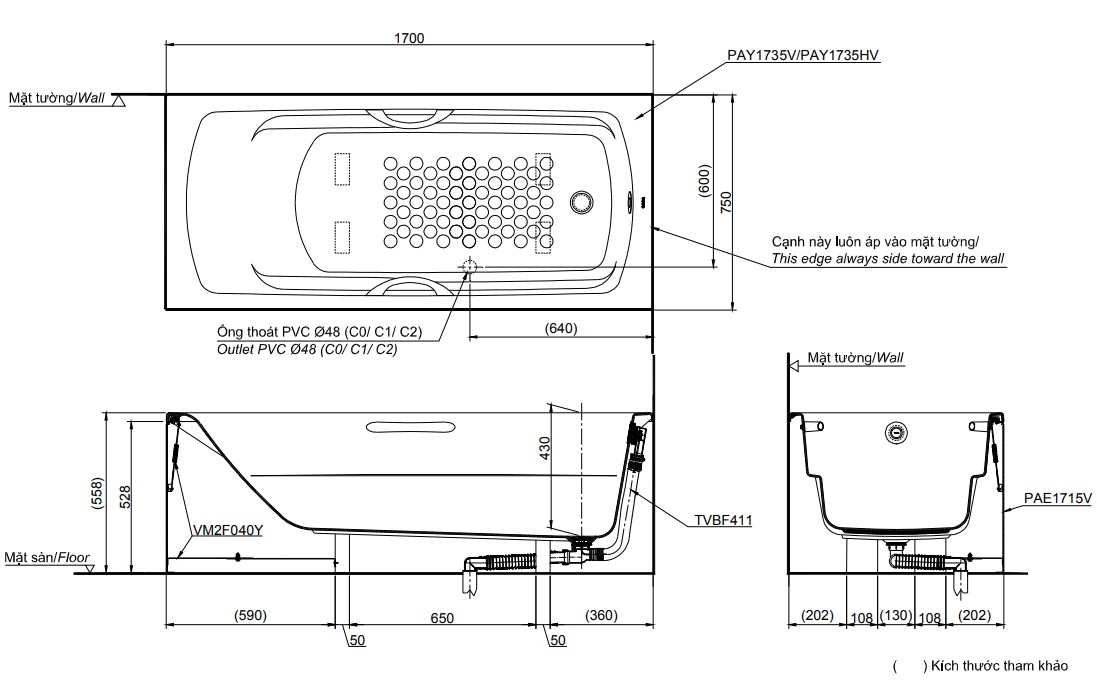 1700
PAY1735V/PAY1735HV
Mặt tường/Wall
(600)
750
Cạnh này luôn áp vào mặt tường/
This edge always side toward the wall
Ống thoát PVC Ø48 (C0/ C1/ C2)
Outlet PVC Ø48 (C0/ C1/ C2)
(640)
Mặt tường/Wall
430
(558)
528
VM2F040Y
TVBF411
PAE1715V
Mặt sàn/Floor
(590)
650
(360)
50
50
(202)
108
(130)
108
(202)
( ) Kích thước tham khảo